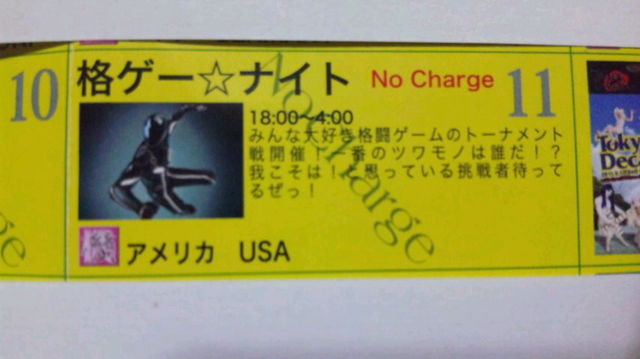 10
格ゲー☆ナイト No Charge 11
18:00~4:00
みんな大好き格闘ゲームのトーナメント
戦開催!一番のツワモノは誰だ!?
我こそは!と思っている挑戦者待って
るぜっ!
No Charge
アメリカ USA
Tokyo